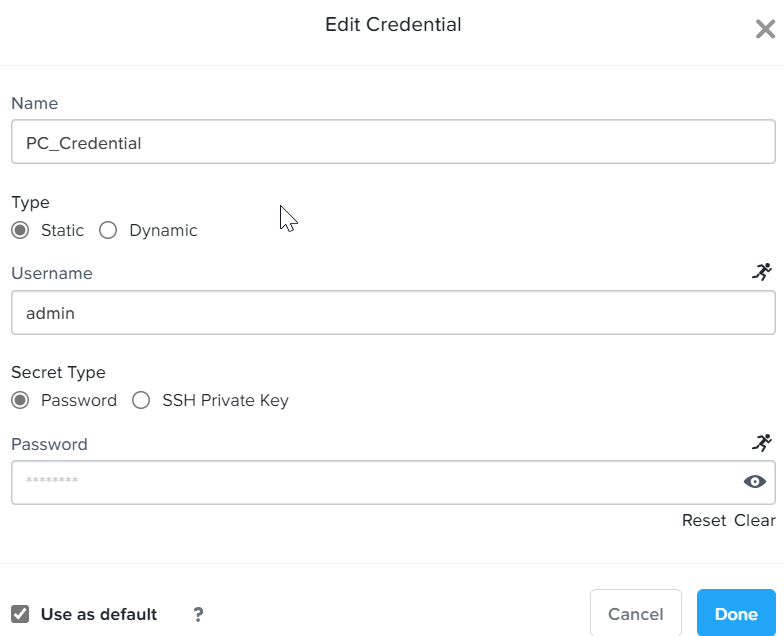 Edit Credential
Name
PC_Credential
Type
Static Dynamic
Username
admin
Secret Type
Password SSH Private Key
Password
********
Reset Clear
Use as default ? Cancel Done